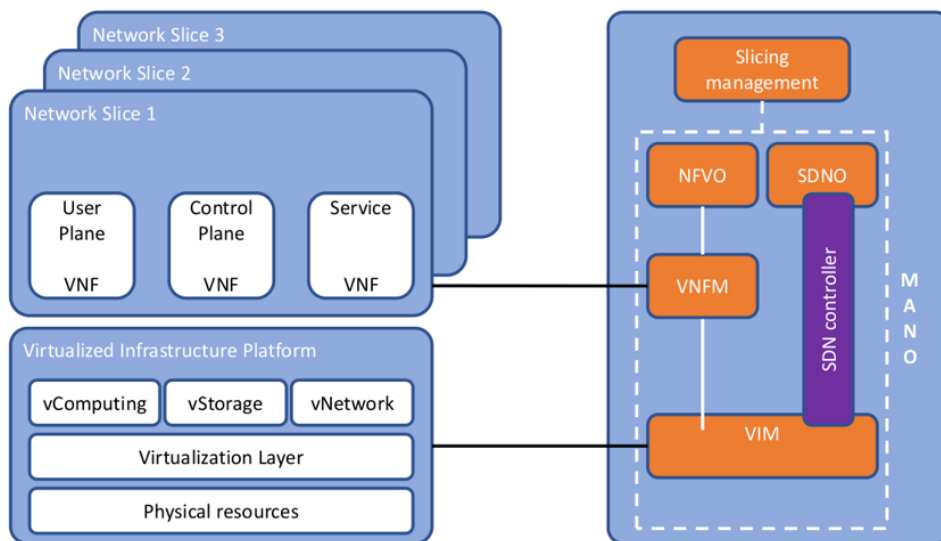 Network Slice 3
Network Slice 2
Network Slice 1
User
Plane
VNF
Control
Plane
VNF
Service
VNF
Virtualized Infrastructure Platform
vComputing
vStorage
vNetwork
Virtualization Layer
Physical resources
Slicing
management
NFVO
SDNO
VNFM
SDN controller
VIM
MANO